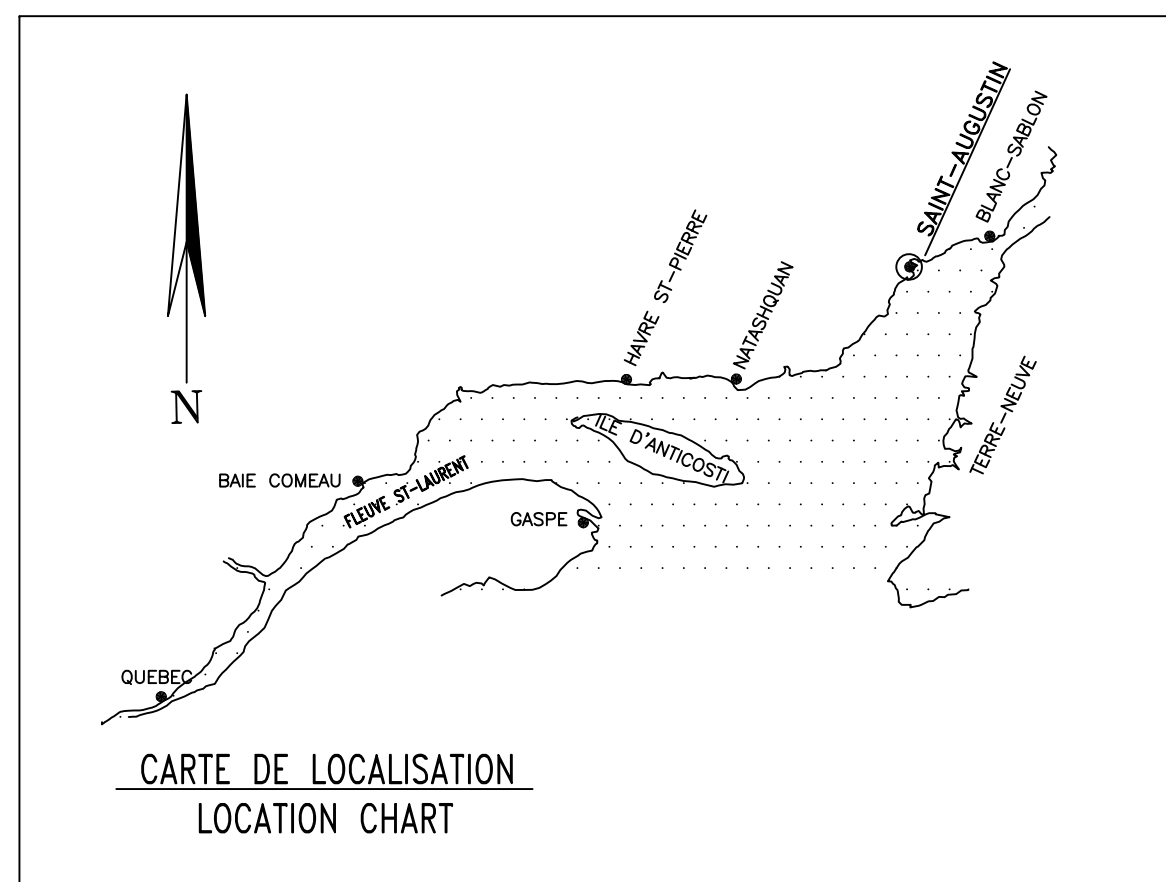 SAINT-AUGUSTIN
BLANC-SABLON
HAVRE ST-PIERRE
NATASHQUAN
N
TERRE-NEUVE
ILE D'ANTICOSTI
BAIE COMEAU
FLEUVE ST-LAURENT
GASPE
QUEBEC
CARTE DE LOCALISATION
LOCATION CHART